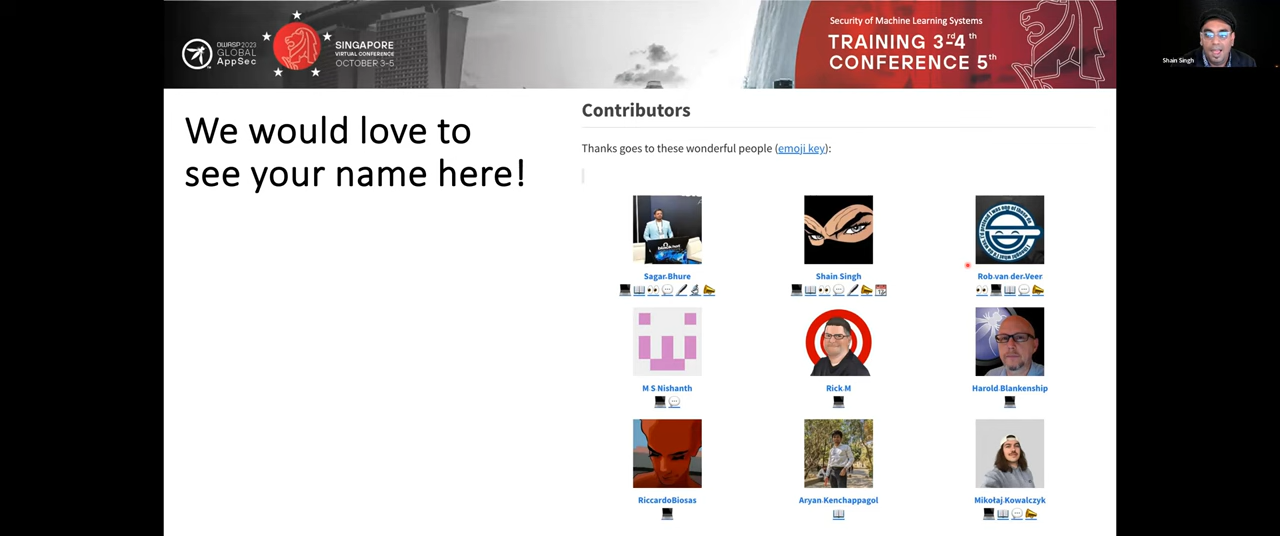 OWASP 2023
GLOBAL
AppSec
SINGAPORE
VIRTUAL CONFERENCE
OCTOBER 3-5
Security of Machine Learning Systems
TRAINING 3rd-4th
CONFERENCE 5th
Shain Singh
We would love to
see your name here!
Contributors
Thanks goes to these wonderful people (emoji key):
Sagar Bhure
Shain Singh
Rob van der Veer
M S Nishanth
Rick M
Harold Blankenship
RiccardoBiosas
Aryan Kenchappagol
Mikołaj Kowalczyk